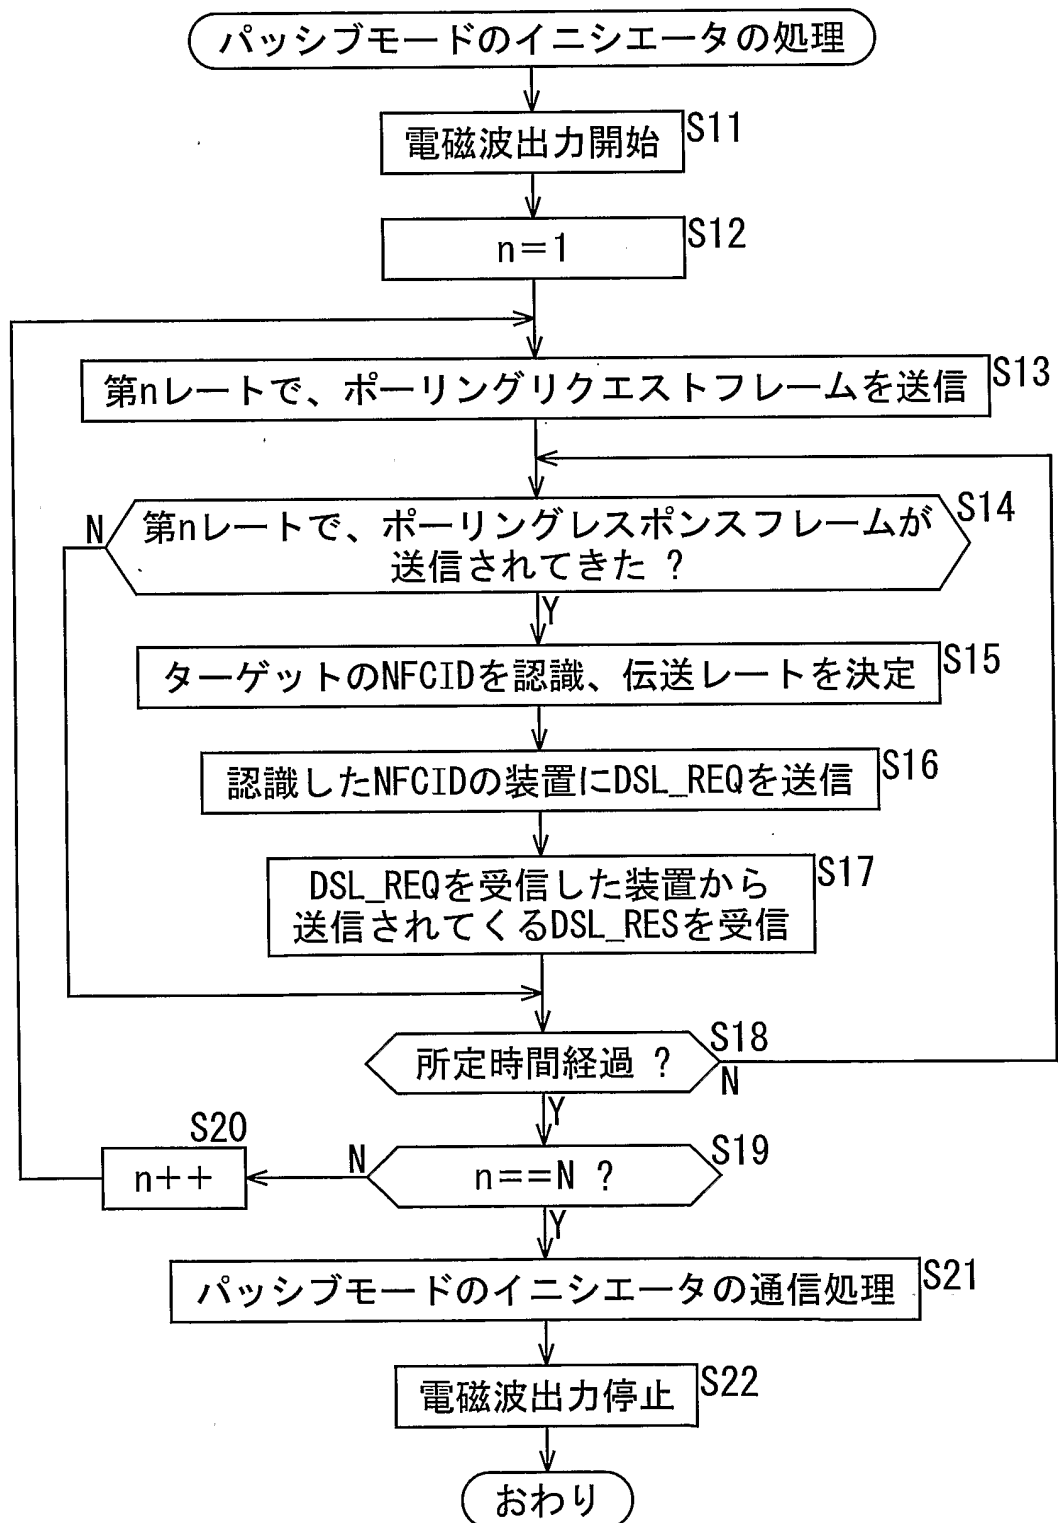 パッシブモードのイニシエータの処理
電磁波出力開始
S11
n=1
S12
第nレートで、ポーリングリクエストフレームを送信
S13
第nレートで、ポーリングレスポンスフレームが
送信されてきた ?
S14
N
Y
ターゲットのNFCIDを認識、伝送レートを決定
S15
認識したNFCIDの装置にDSL_REQを送信
S16
DSL_REQを受信した装置から
送信されてくるDSL_RESを受信
S17
所定時間経過 ?
S18
N
Y
n==N ?
S19
N
S20
n++
Y
パッシブモードのイニシエータの通信処理
S21
電磁波出力停止
S22
おわり